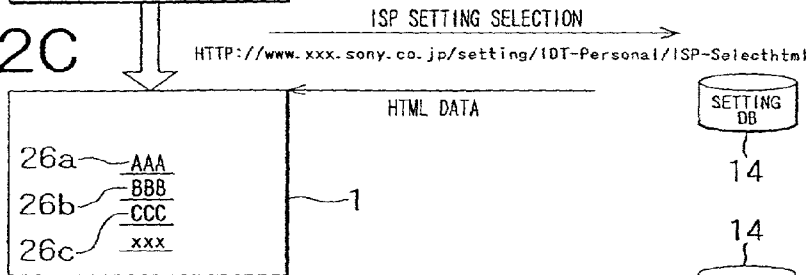 ISP SETTING SELECTION
2C
HTTP://www.xxx.sony.co.jp/setting/IDT-Personal/ISP-Selecthtml
HTML DATA
SETTING
DB
14
26a
AAA
26b
BBB
1
CCC
26c
xxx
14